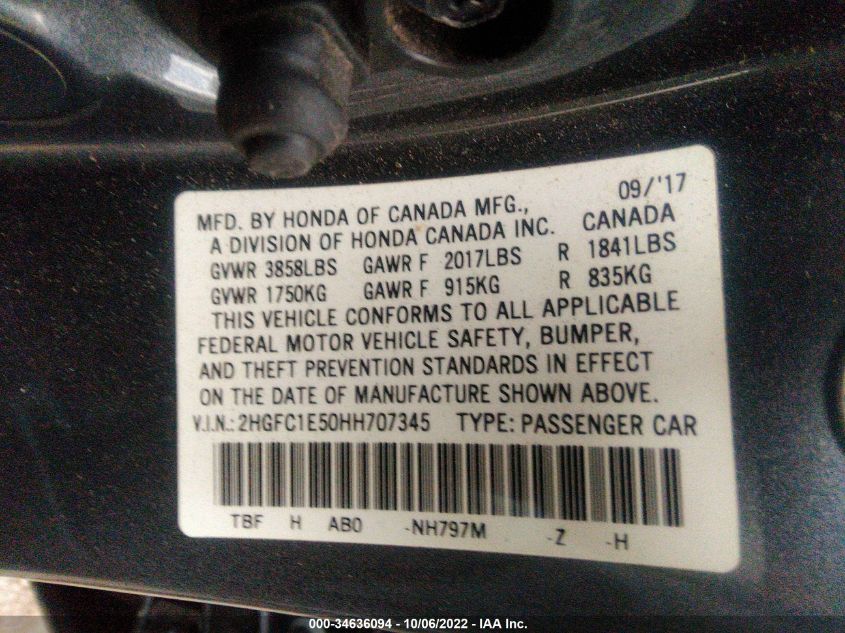 09/'17
MFD. BY HONDA OF CANADA MFG.,
A DIVISION OF HONDA CANADA INC. CANADA
GVWR 3858LBS GAWR F 2017LBS R 1841LBS
GVWR 1750KG GAWR F 915KG R 835KG
THIS VEHICLE CONFORMS TO ALL APPLICABLE
FEDERAL MOTOR VEHICLE SAFETY, BUMPER,
AND THEFT PREVENTION STANDARDS IN EFFECT
ON THE DATE OF MANUFACTURE SHOWN ABOVE.
V.I.N.: 2HGFC1E50HH707345 TYPE: PASSENGER CAR
TBF H AB0 -NH797M -Z -H
000-34636094 | 10/06/2022 - IAA Inc.